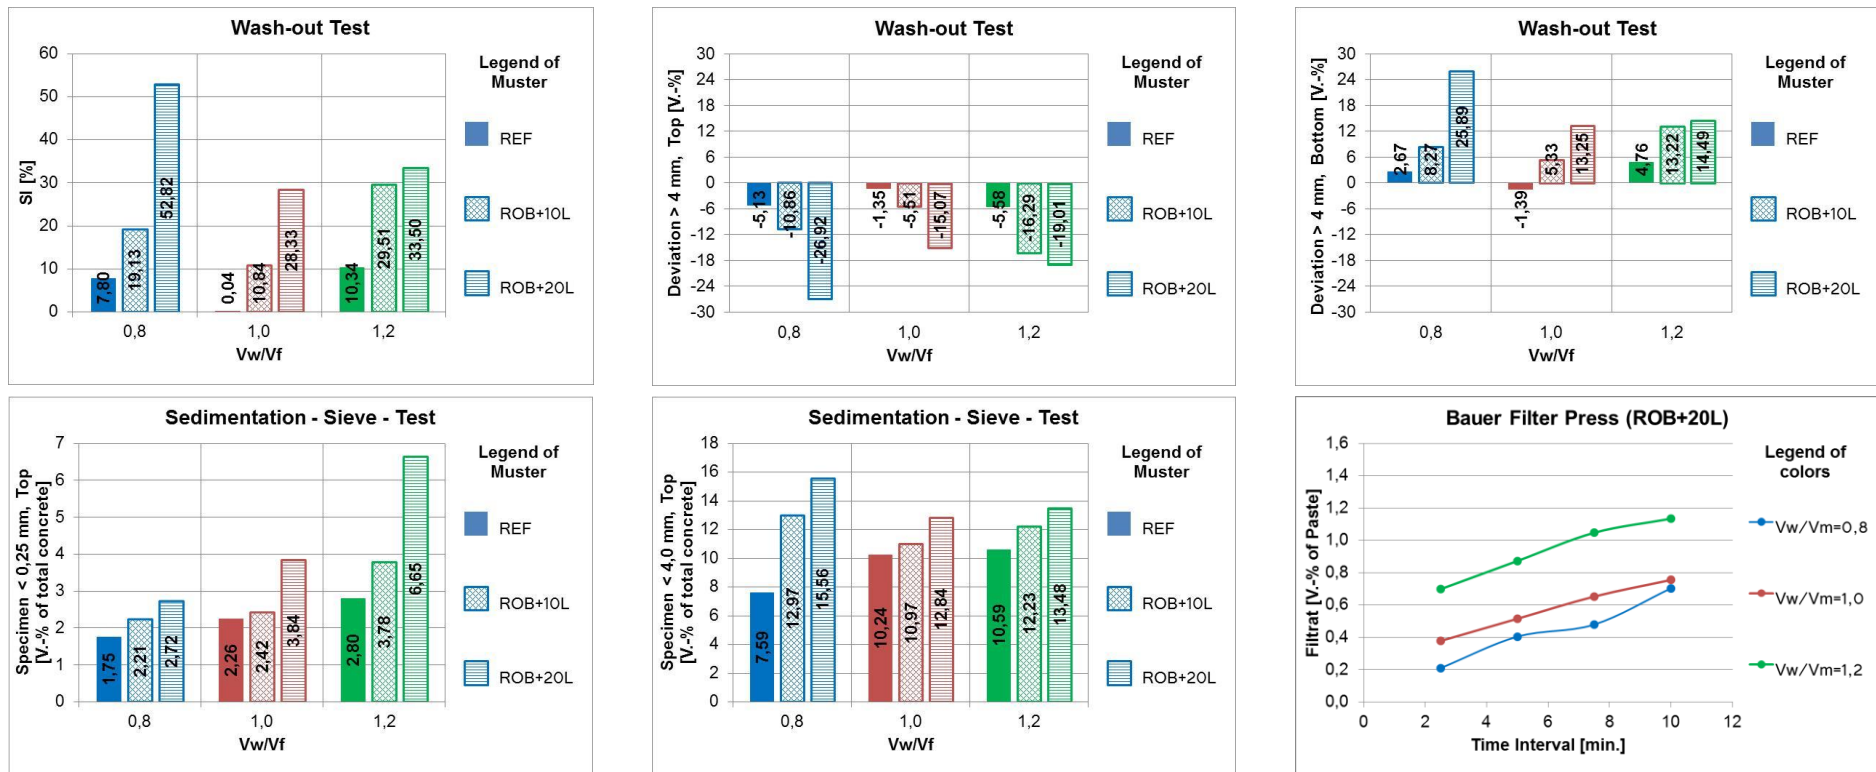 Wash-out Test
SI [%]
60
50
40
30
20
10
0
7,80
19,13
52,82
0,04
10,84
28,33
10,34
29,51
33,50
0,8
1,0
1,2
Vw/Vf
Legend of
Muster
REF
ROB+10L
ROB+20L
Wash-out Test
Deviation > 4 mm, Top [V.-%]
30
24
18
12
6
0
-6
-12
-18
-24
-30
-5,13
-10,86
-26,92
-1,35
-5,51
-15,07
-5,58
-16,29
-19,01
0,8
1,0
1,2
Vw/Vf
Legend of
Muster
REF
ROB+10L
ROB+20L
Wash-out Test
Deviation > 4 mm, Bottom [V.-%]
30
24
18
12
6
0
-6
-12
-18
-24
-30
2,67
8,27
25,89
-1,39
5,33
13,25
4,76
13,22
14,49
0,8
1,0
1,2
Vw/Vf
Legend of
Muster
REF
ROB+10L
ROB+20L
Sedimentation - Sieve - Test
Specimen < 0,25 mm, Top
[V.-% of total concrete]
7
6
5
4
3
2
1
0
1,75
2,21
2,72
2,26
2,42
3,84
2,80
3,78
6,65
0,8
1,0
1,2
Vw/Vf
Legend of
Muster
REF
ROB+10L
ROB+20L
Sedimentation - Sieve - Test
Specimen < 4,0 mm, Top
[V.-% of total concrete]
18
16
14
12
10
8
6
4
2
0
7,59
12,97
15,56
10,24
10,97
12,84
10,59
12,23
13,48
0,8
1,0
1,2
Vw/Vf
Legend of
Muster
REF
ROB+10L
ROB+20L
Bauer Filter Press (ROB+20L)
Filtrat [V.-% of Paste]
1,6
1,4
1,2
1,0
0,8
0,6
0,4
0,2
0,0
0
2
4
6
8
10
12
Time Interval [min.]
Legend of
colors
Vw/Vm=0,8
Vw/Vm=1,0
Vw/Vm=1,2